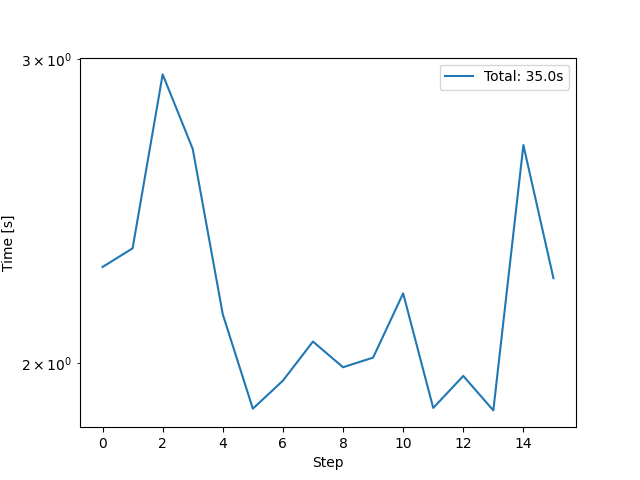 3 × 10⁰
Total: 35.0s
Time [s]
2 × 10⁰
0 2 4 6 8 10 12 14
Step